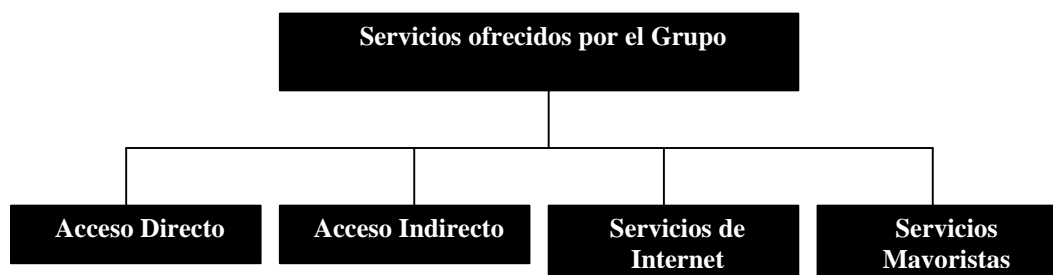 Servicios ofrecidos por el Grupo
Acceso Directo
Acceso Indirecto
Servicios de
Internet
Servicios
Mayoristas